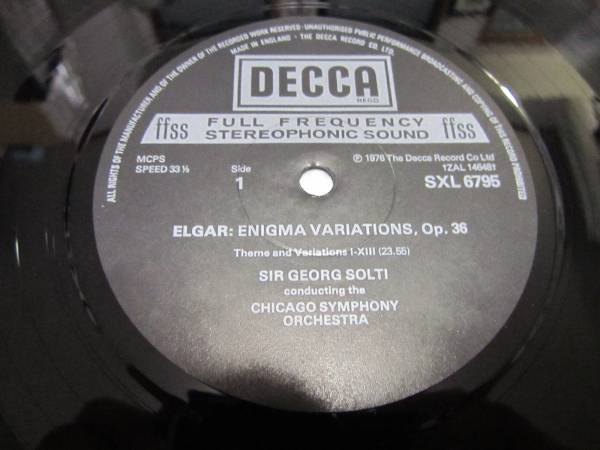 ALL RIGHTS OF THE MANUFACTURER AND OF THE OWNER OF THE RECORDED WORK RESERVED · UNAUTHORISED PUBLIC PERFORMANCE BROADCASTING AND COPYING OF THIS RECORD PROHIBITED
MADE IN ENGLAND · THE DECCA RECORD CO. LTD.
DECCA
REGD
ffss FULL FREQUENCY ffss
STEREOPHONIC SOUND
MCPS
SPEED 33⅓
Side
1
℗ 1976 The Decca Record Co Ltd
SXL 6795
ELGAR: ENIGMA VARIATIONS, Op. 36
Theme and Variations I-XIII (23.55)
SIR GEORG SOLTI
conducting the
CHICAGO SYMPHONY
ORCHESTRA